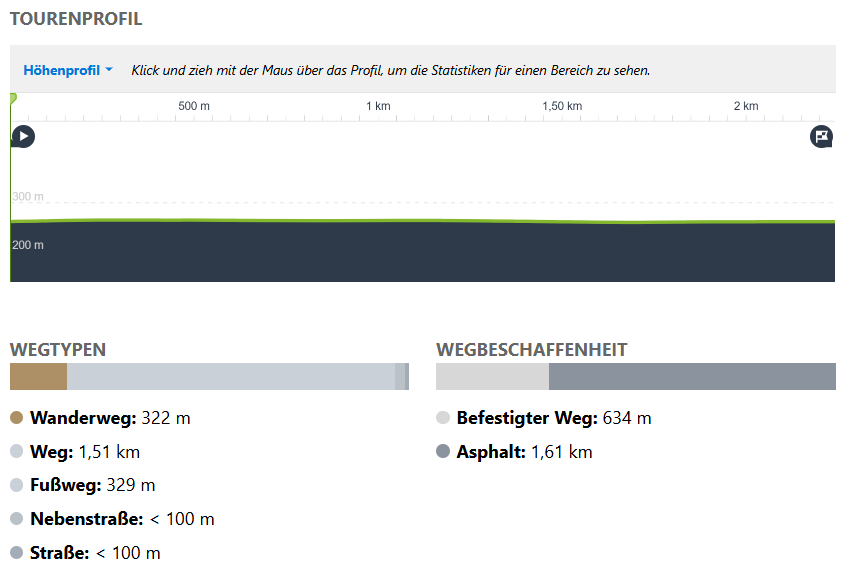 TOURENPROFIL
Höhenprofil Klick und zieh mit der Maus über das Profil, um die Statistiken für einen Bereich zu sehen.
500 m 1 km 1,50 km 2 km
300 m
200 m
WEGTYPEN
Wanderweg: 322 m
Weg: 1,51 km
Fußweg: 329 m
Nebenstraße: < 100 m
Straße: < 100 m
WEGBESCHAFFENHEIT
Befestigter Weg: 634 m
Asphalt: 1,61 km